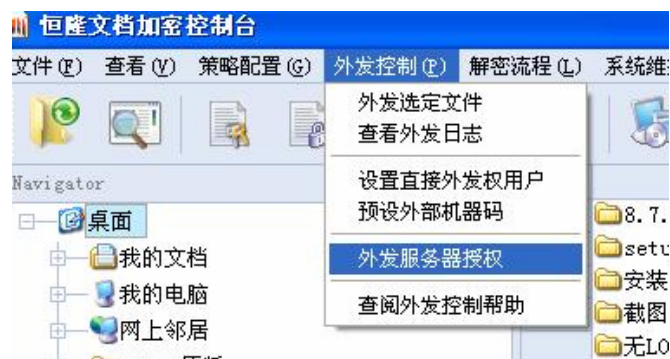 恒隆文档加密控制台
文件(F) 查看(V) 策略配置(G) 外发控制(P) 解密流程(L) 系统维
外发选定文件
查看外发日志
Navigator
设置直接外发权用户
预设外部机器码
桌面
8.7.
我的文档
外发服务器授权
setu
我的电脑
安装
查阅外发控制帮助
截图
网上邻居
无LO